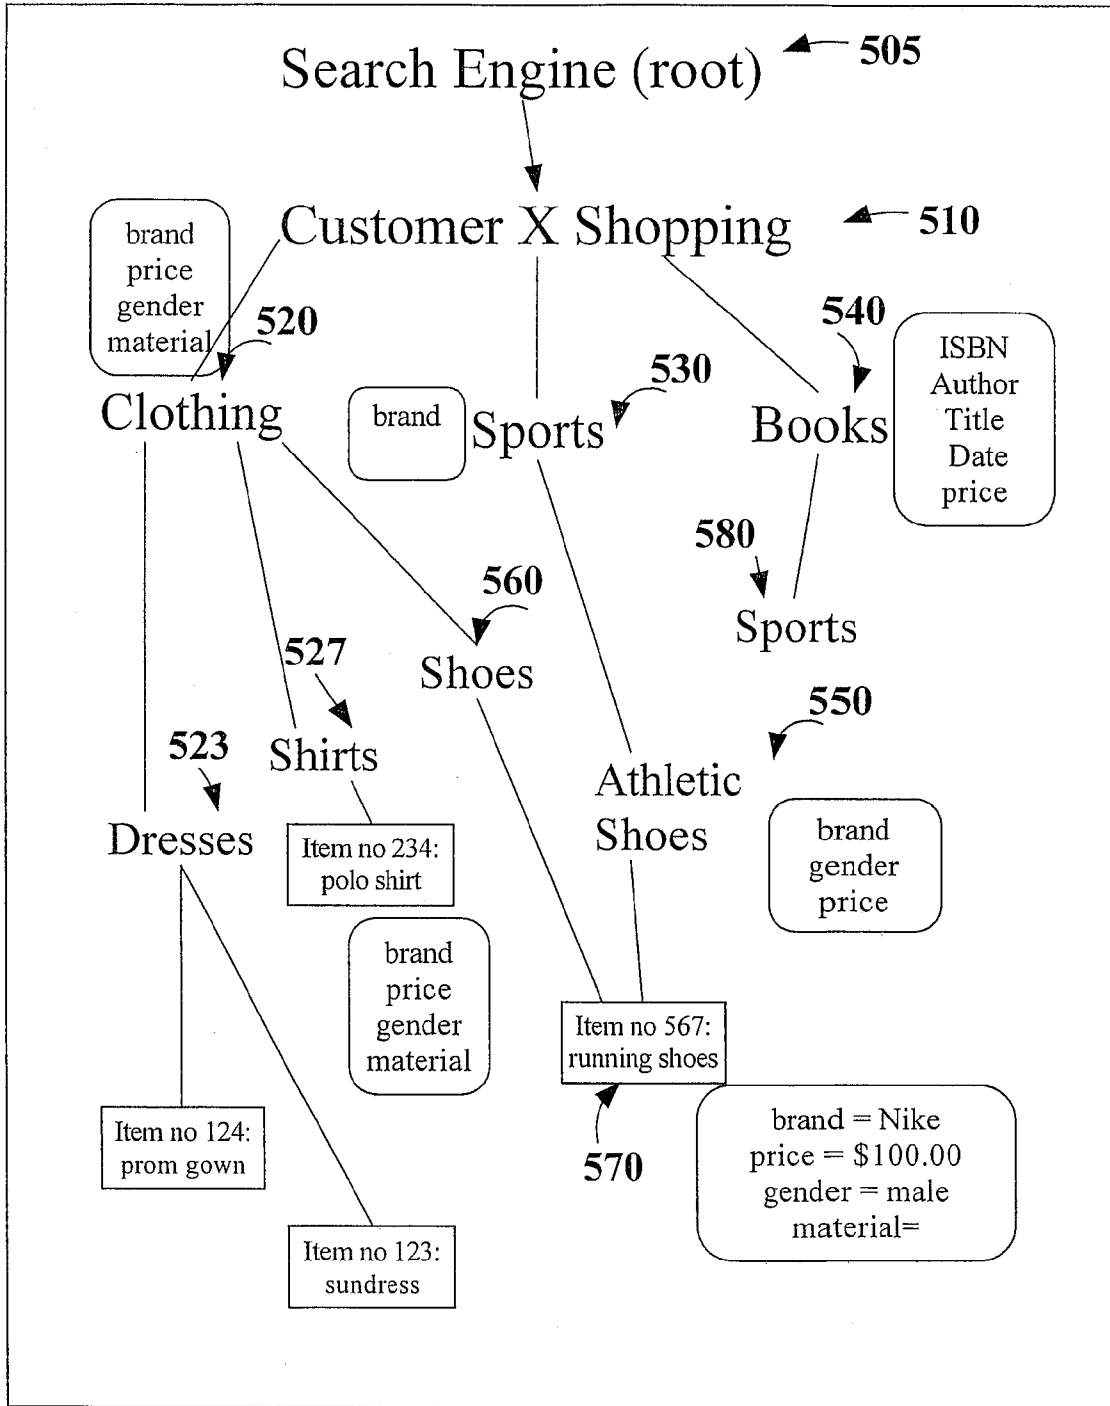 505
Search Engine (root)
Customer X Shopping
510
brand
price
gender
material
520
540
ISBN
Author
Title
Date
price
530
Clothing
brand
Sports
Books
580
560
Sports
527
Shoes
550
523
Shirts
Athletic
Shoes
Dresses
Item no 234:
polo shirt
brand
gender
price
brand
price
gender
material
Item no 567:
running shoes
Item no 124:
prom gown
570
brand = Nike
price = $100.00
gender = male
material=
Item no 123:
sundress